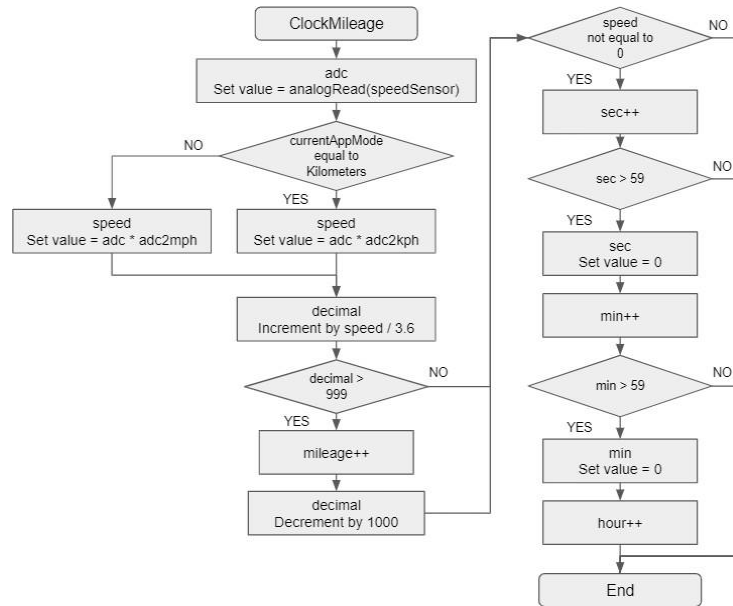 ClockMileage
adc
Set value = analogRead(speedSensor)
currentAppMode
equal to
Kilometers
NO
YES
speed
Set value = adc * adc2mph
speed
Set value = adc * adc2kph
decimal
Increment by speed / 3.6
decimal >
999
NO
YES
mileage++
decimal
Decrement by 1000
speed
not equal to
0
NO
YES
sec++
sec > 59
NO
YES
sec
Set value = 0
min++
min > 59
NO
YES
min
Set value = 0
hour++
End